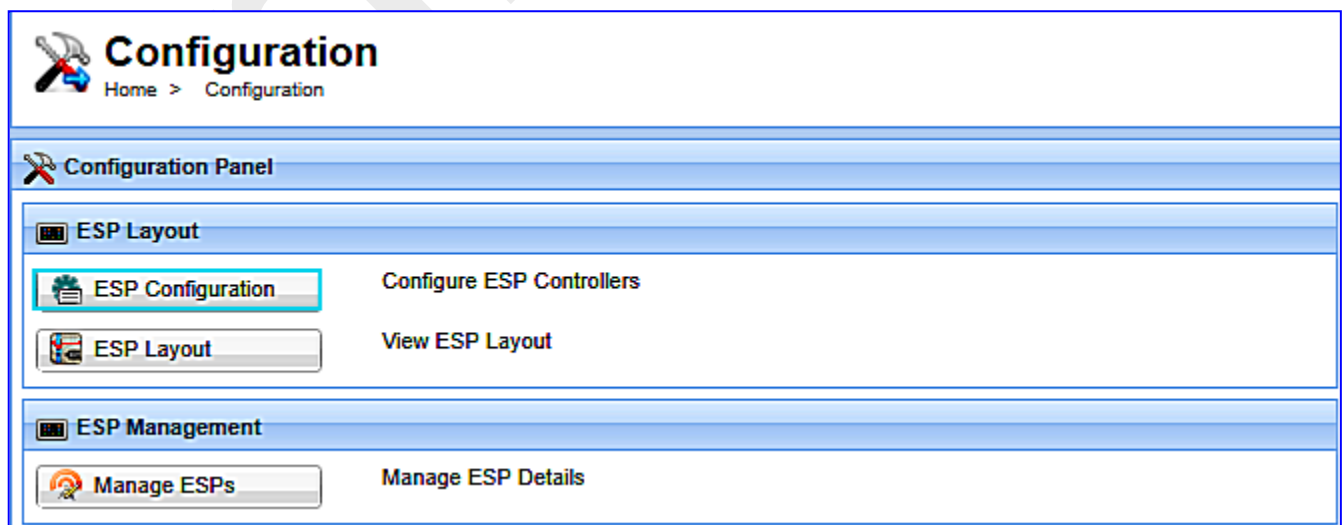 Configuration
Home > Configuration
Configuration Panel
ESP Layout
ESP Configuration Configure ESP Controllers
ESP Layout View ESP Layout
ESP Management
Manage ESPs Manage ESP Details